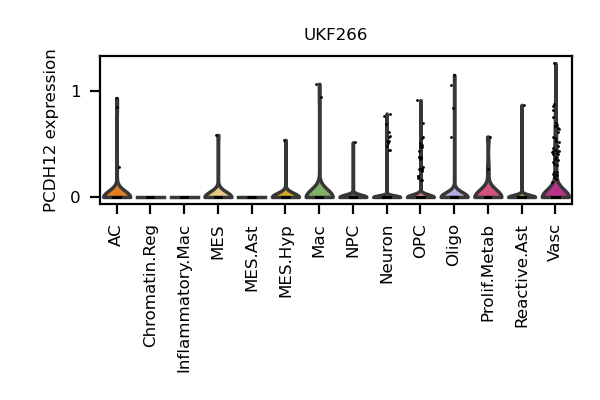 UKF266
PCDH12 expression
1
0
AC
Chromatin.Reg
Inflammatory.Mac
MES
MES.Ast
MES.Hyp
Mac
NPC
Neuron
OPC
Oligo
Prolif.Metab
Reactive.Ast
Vasc